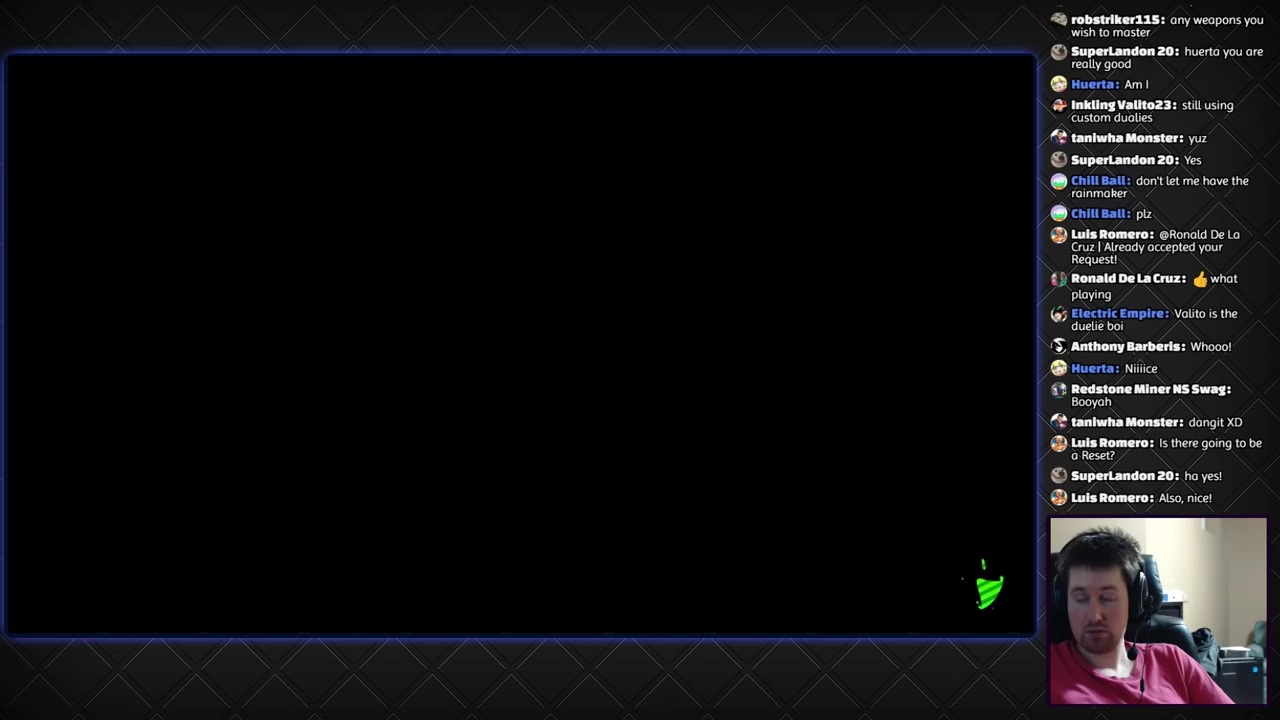 robstriker115: any weapons you
wish to master
SuperLandon 20: huerta you are
really good
Huerta: Am I
Inkling Valito23: still using
custom dualies
taniwha Monster: yuz
SuperLandon 20: Yes
Chill Ball: don't let me have the
rainmaker
Chill Ball: plz
Luis Romero: @Ronald De La
Cruz | Already accepted your
Request!
Ronald De La Cruz: 👍 what
playing
Electric Empire: Valito is the
duelie boi
Anthony Barberis: Whooo!
Huerta: Niiiice
Redstone Miner NS Swag:
Booyah
taniwha Monster: dangit XD
Luis Romero: Is there going to be
a Reset?
SuperLandon 20: ha yes!
Luis Romero: Also, nice!